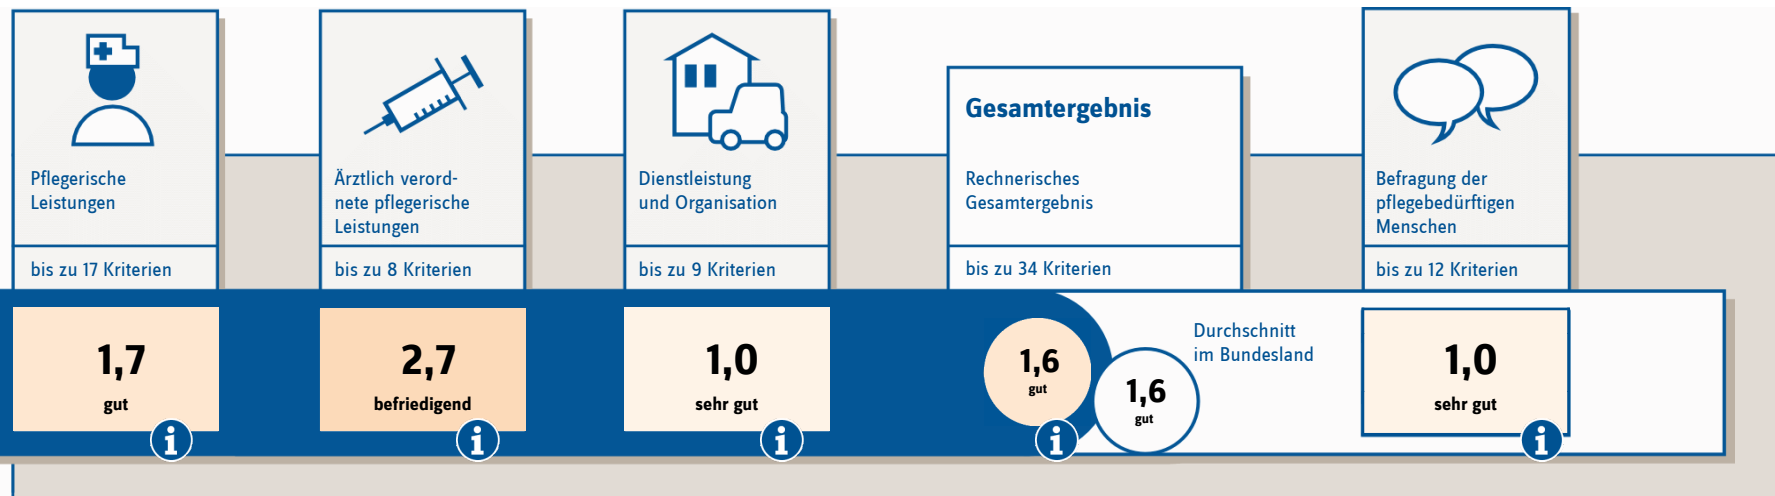 Pflegerische
Leistungen
bis zu 17 Kriterien
1,7
gut
Ärztlich verord-
nete pflegerische
Leistungen
bis zu 8 Kriterien
2,7
befriedigend
Dienstleistung
und Organisation
bis zu 9 Kriterien
1,0
sehr gut
Gesamtergebnis
Rechnerisches
Gesamtergebnis
bis zu 34 Kriterien
1,6
gut
Durchschnitt
im Bundesland
1,6
gut
Befragung der
pflegebedürftigen
Menschen
bis zu 12 Kriterien
1,0
sehr gut